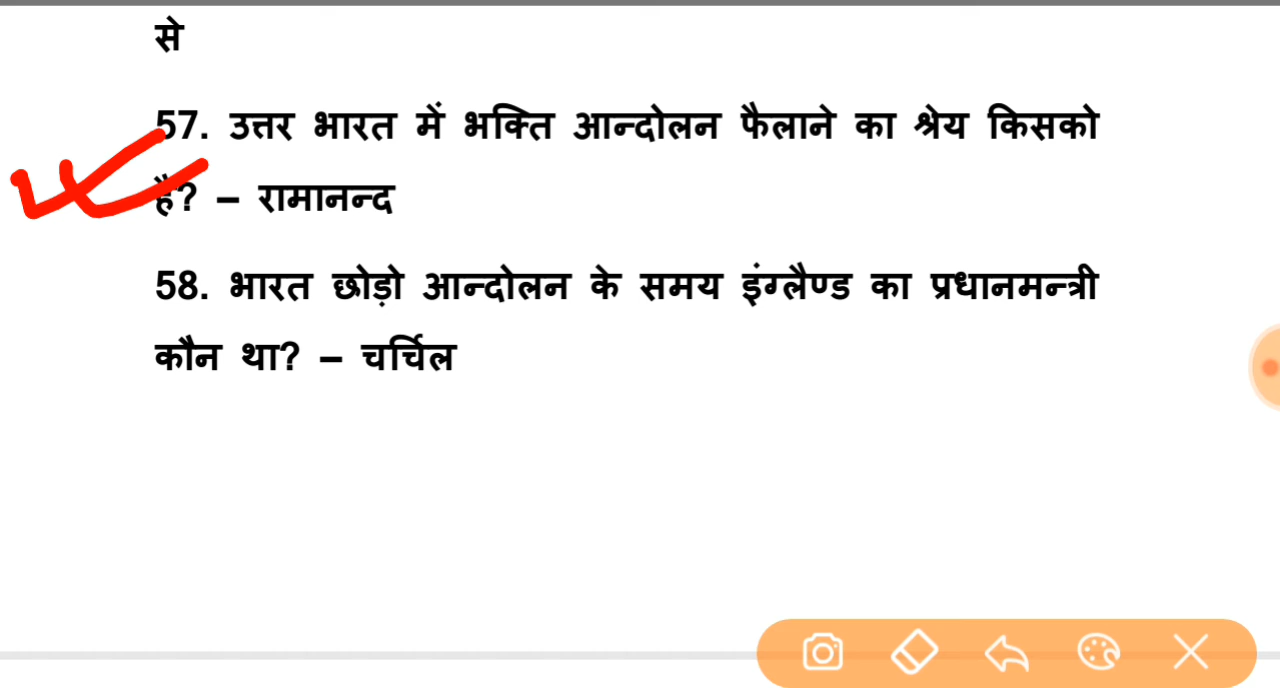 से
57. उत्तर भारत में भक्ति आन्दोलन फैलाने का श्रेय किसको
है? – रामानन्द
58. भारत छोड़ो आन्दोलन के समय इंग्लैण्ड का प्रधानमन्त्री
कौन था? – चर्चिल